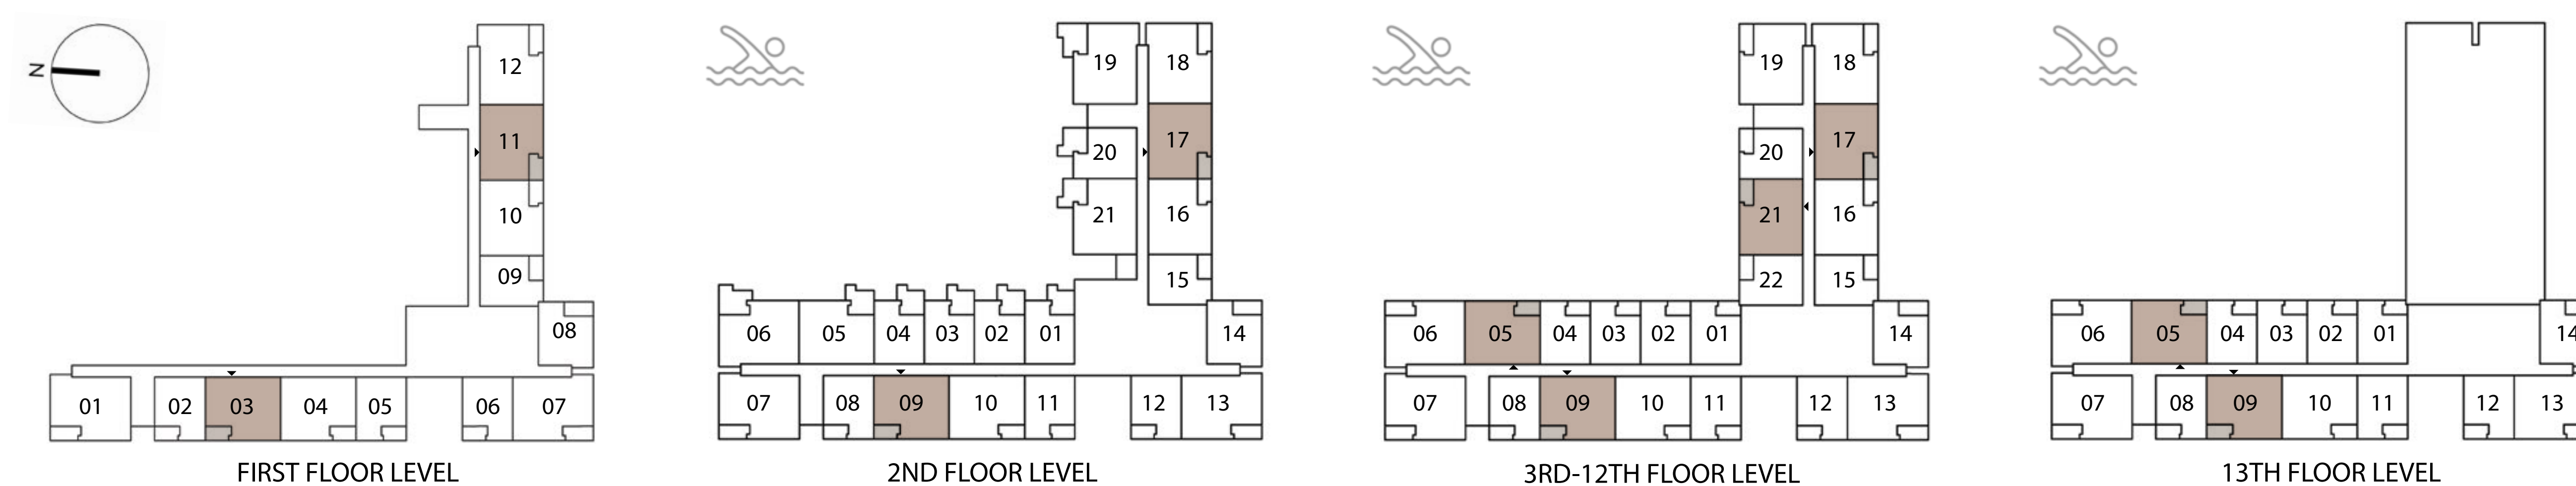 N
12
11
10
09
08
01 02 03 04 05 06 07
FIRST FLOOR LEVEL
19 18
20 17
21 16
15
06 05 04 03 02 01 14
07 08 09 10 11 12 13
2ND FLOOR LEVEL
19 18
20 17
21 16
22 15
06 05 04 03 02 01 14
07 08 09 10 11 12 13
3RD-12TH FLOOR LEVEL
06 05 04 03 02 01 14
07 08 09 10 11 12 13
13TH FLOOR LEVEL